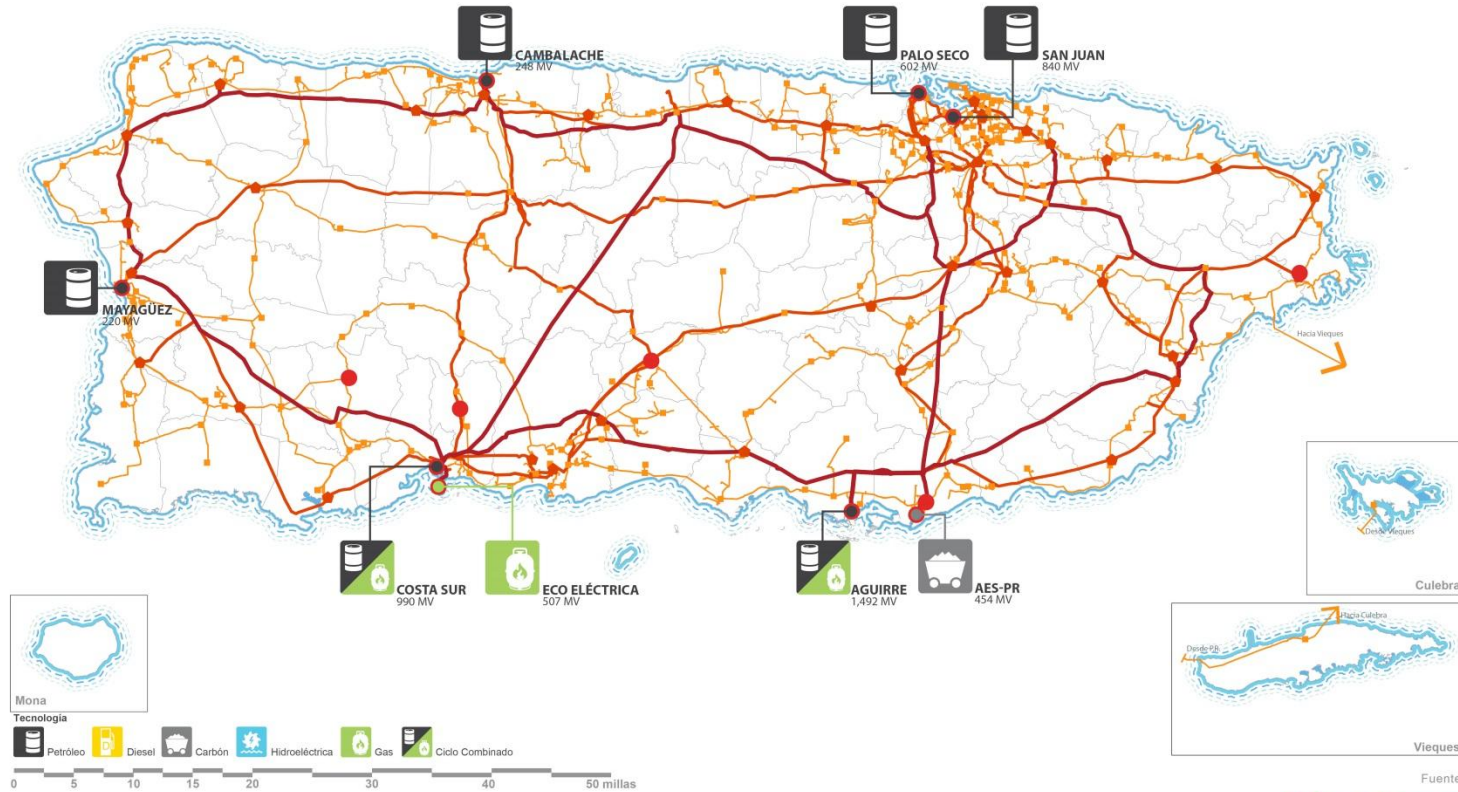 CAMBALACHE
248 MV
PALO SECO
602 MV
SAN JUAN
840 MV
MAYAGÜEZ
220 MV
Hacia Vieques
COSTA SUR
990 MV
ECO ELÉCTRICA
507 MV
AGUIRRE
1,492 MV
AES-PR
454 MV
Desde Vieques
Culebra
Hacia Culebra
Desde P.R.
Vieques
Mona
Tecnología
Petróleo
Diesel
Carbón
Hidroeléctrica
Gas
Ciclo Combinado
0 5 10 15 20 30 40 50 millas
Fuente